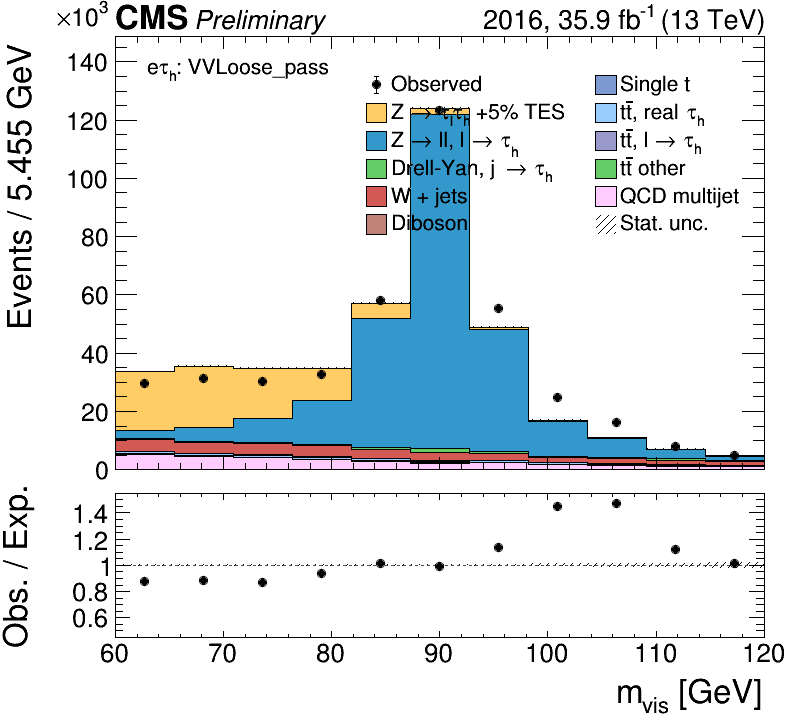 ×10³ CMS Preliminary 2016, 35.9 fb⁻¹ (13 TeV)
eτh: VVLoose_pass
Observed
Z → τlτh +5% TES
Z → ll, l → τh
Drell-Yan, j → τh
W + jets
Diboson
Single t
tt̄, real τh
tt̄, l → τh
tt̄ other
QCD multijet
Stat. unc.
Events / 5.455 GeV
140
120
100
80
60
40
20
0
Obs. / Exp.
1.4
1.2
1
0.8
0.6
60 70 80 90 100 110 120
mvis [GeV]